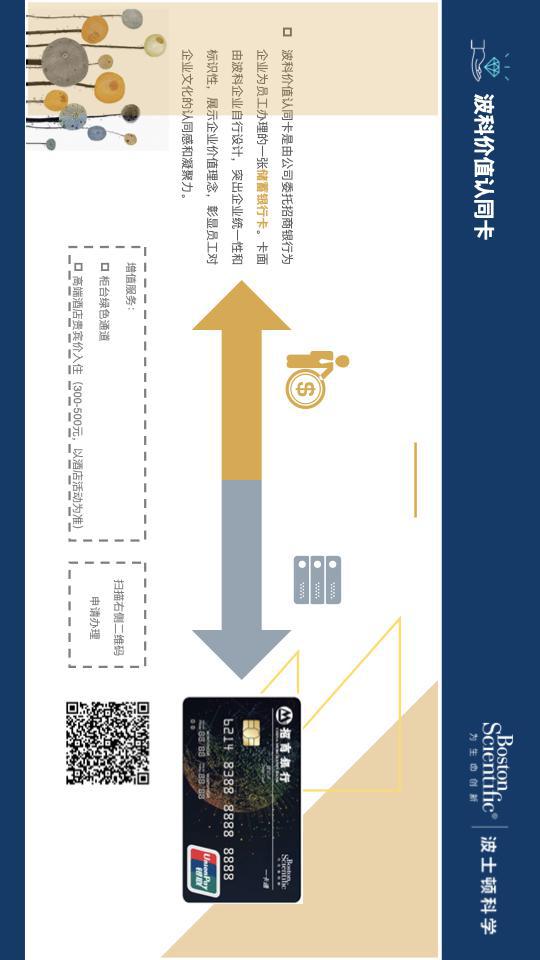 波科价值认同卡
Boston
Scientific®
为生命创新
波士顿科学
波科价值认同卡是由公司委托招商银行为
企业为员工办理的一张储蓄银行卡。卡面
由波科企业自行设计，突出企业统一性和
标识性，展示企业价值理念，彰显员工对
企业文化的认同感和凝聚力。
增值服务：
柜台绿色通道
高端酒店贵宾价入住（300-500元，以酒店活动为准）
扫描右侧二维码
申请办理
招商银行
CHINA MERCHANTS BANK
一卡通
Boston
Scientific
6214 8388 8888 8888
UnionPay
银联